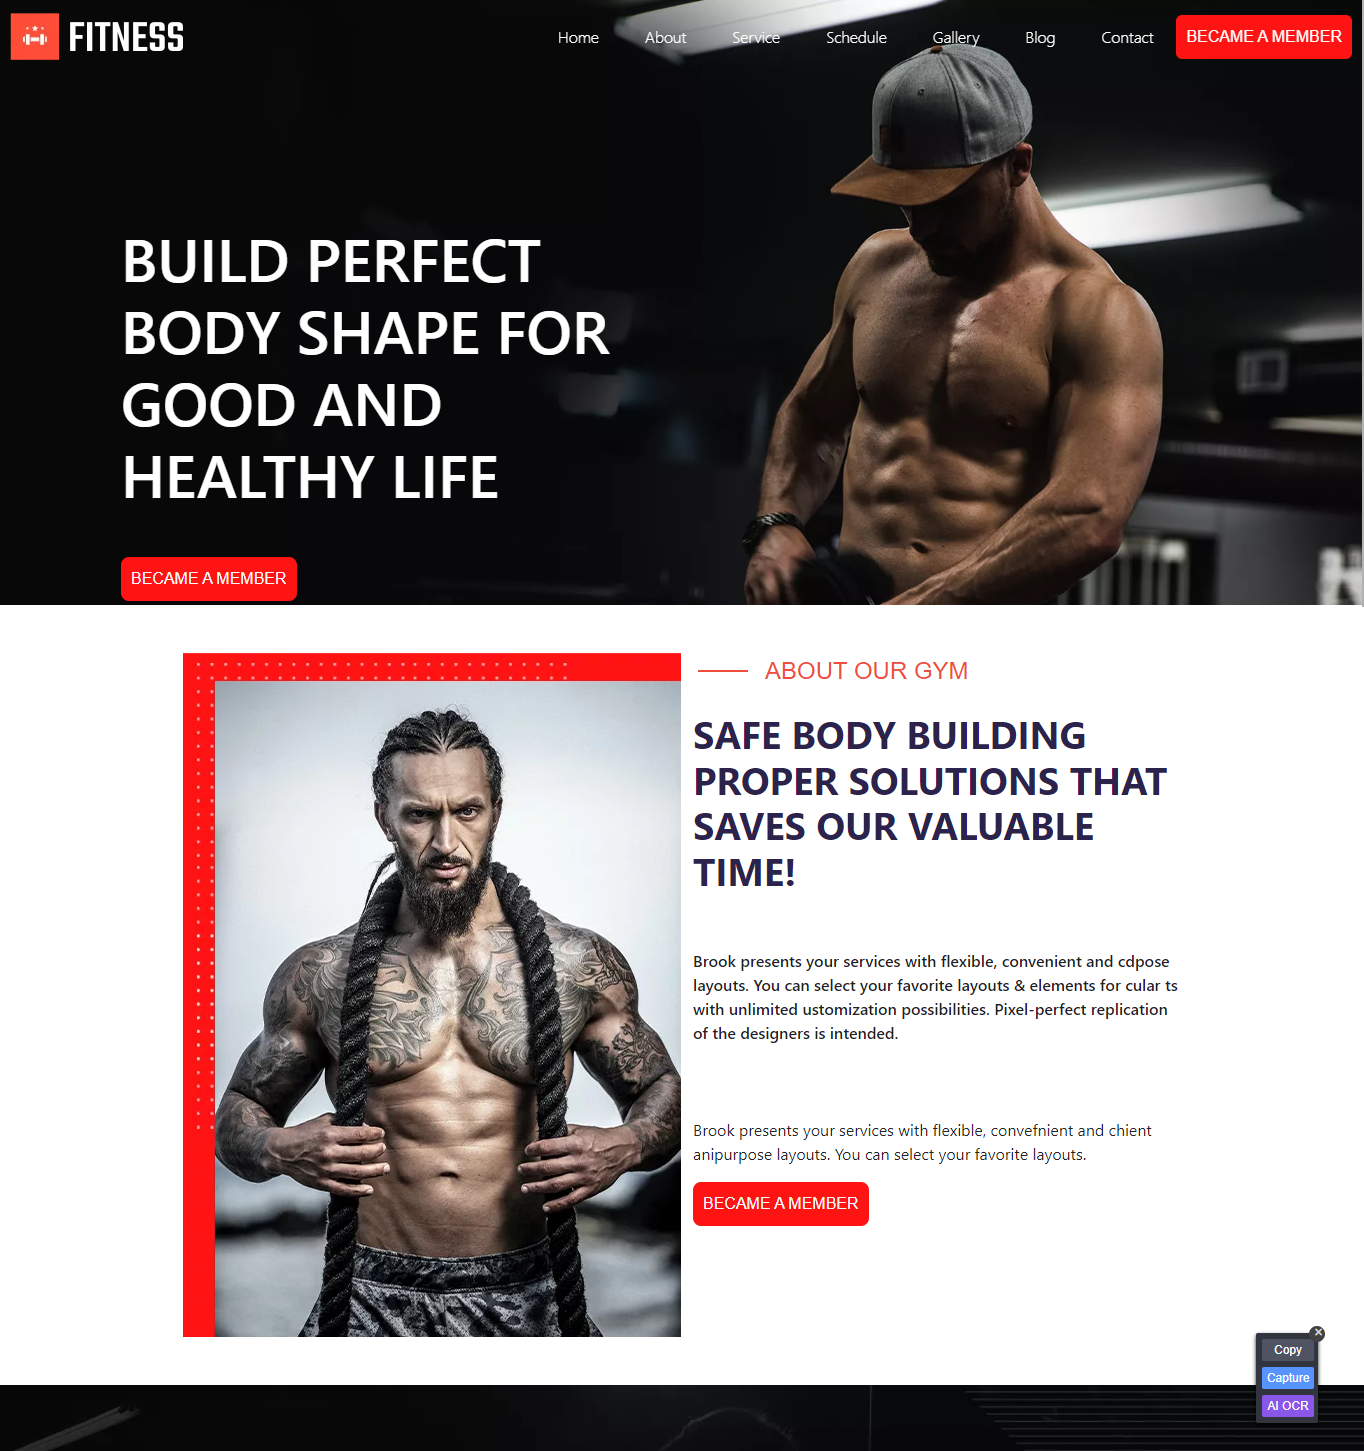 FITNESS
Home About Service Schedule Gallery Blog Contact BECAME A MEMBER
BUILD PERFECT
BODY SHAPE FOR
GOOD AND
HEALTHY LIFE
BECAME A MEMBER
ABOUT OUR GYM
SAFE BODY BUILDING
PROPER SOLUTIONS THAT
SAVES OUR VALUABLE
TIME!
Brook presents your services with flexible, convenient and cdpose
layouts. You can select your favorite layouts & elements for cular ts
with unlimited ustomization possibilities. Pixel-perfect replication
of the designers is intended.
Brook presents your services with flexible, convefnient and chient
anipurpose layouts. You can select your favorite layouts.
BECAME A MEMBER
Copy
Capture
AI OCR